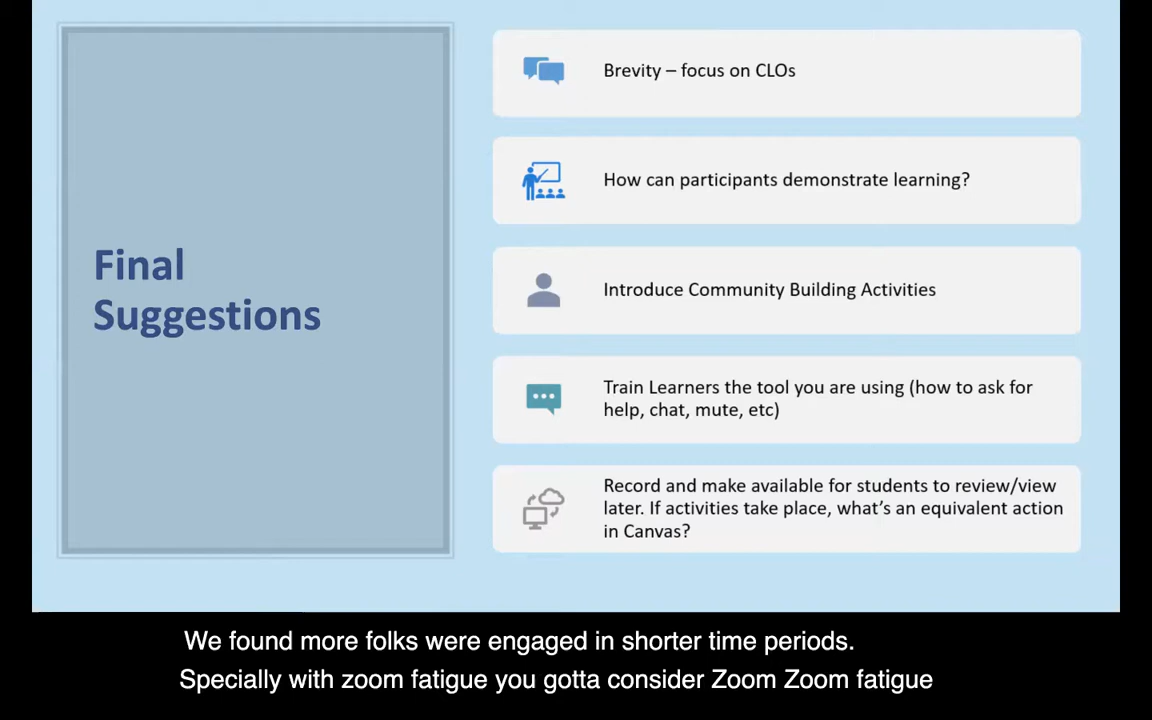 Final
Suggestions
Brevity – focus on CLOs
How can participants demonstrate learning?
Introduce Community Building Activities
Train Learners the tool you are using (how to ask for
help, chat, mute, etc)
Record and make available for students to review/view
later. If activities take place, what’s an equivalent action
in Canvas?
We found more folks were engaged in shorter time periods.
Specially with zoom fatigue you gotta consider Zoom Zoom fatigue